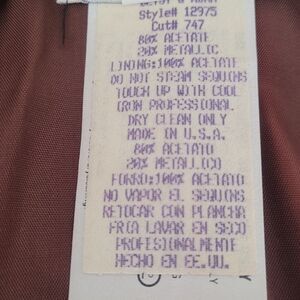 Style# 12975
Cut# 747
80% ACETATE
20% METALLIC
LINING:100% ACETATE
DO NOT STEAM SEQUINS
TOUCH UP WITH COOL
IRON PROFESSIONAL
DRY CLEAN ONLY
MADE IN U.S.A.
80% ACETATO
20% METALLICO
FORRO:100% ACETATO
NO VAPOR EL SEQUINS
RETOCAR CON PLANCHA
FRIA LAVAR EN SECO
PROFESIONALMENTE
HECHO EN EE.UU.